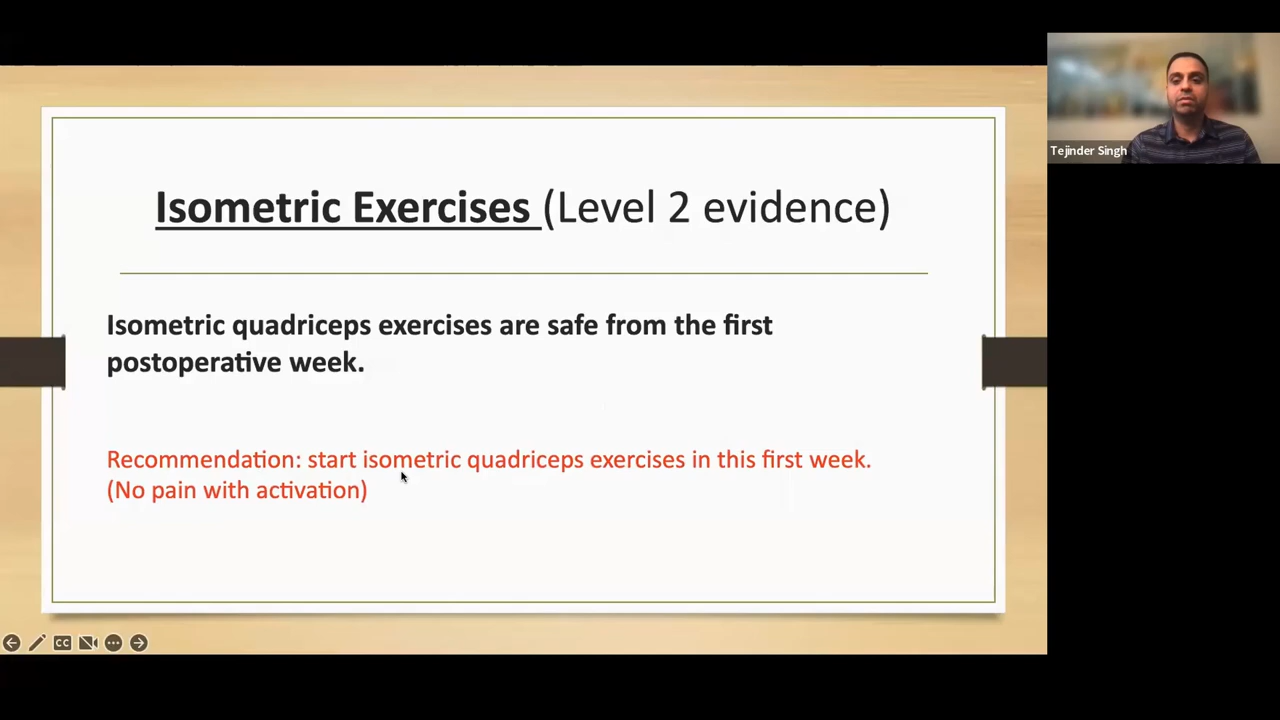 Isometric Exercises (Level 2 evidence)
Isometric quadriceps exercises are safe from the first
postoperative week.
Recommendation: start isometric quadriceps exercises in this first week.
(No pain with activation)
Tejinder Singh
CC